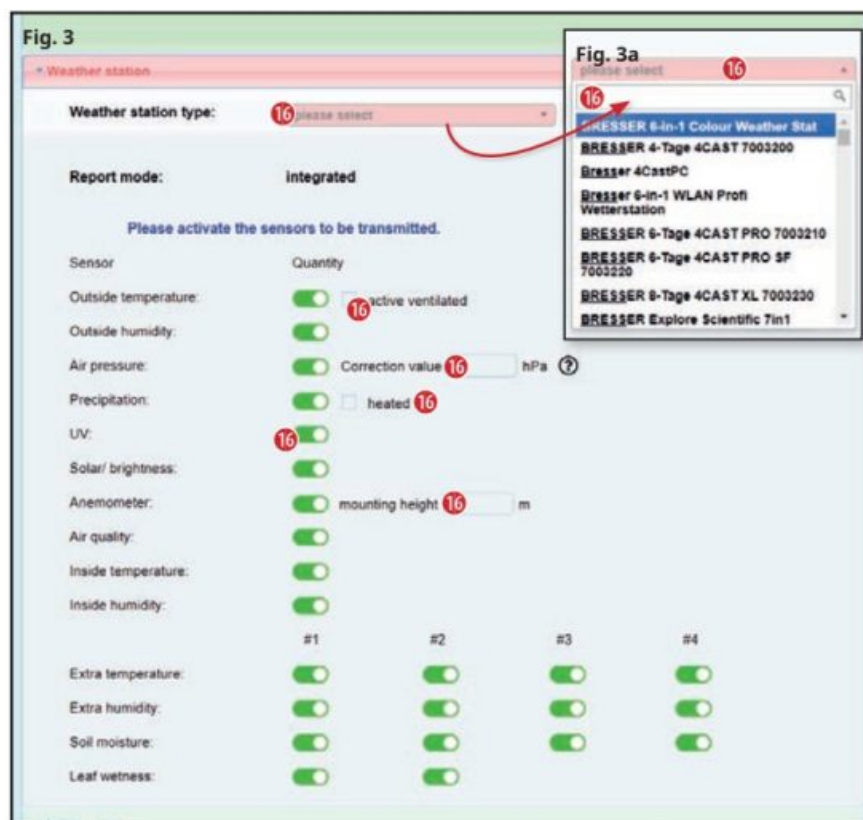 Fig. 3
Weather station
Weather station type:
16 please select
Report mode:
integrated
Please activate the sensors to be transmitted.
Sensor Quantity
Outside temperature: 16 active ventilated
Outside humidity:
Air pressure: Correction value 16 hPa ?
Precipitation: heated 16
UV: 16
Solar/ brightness:
Anemometer: mounting height 16 m
Air quality:
Inside temperature:
Inside humidity:
#1 #2 #3 #4
Extra temperature:
Extra humidity:
Soil moisture:
Leaf wetness:
Fig. 3a
please select 16
16
BRESSER 6-in-1 Colour Weather Stat
BRESSER 4-Tage 4CAST 7003200
Bresser 4CastPC
Bresser 6-in-1 WLAN Profi
Wetterstation
BRESSER 6-Tage 4CAST PRO 7003210
BRESSER 6-Tage 4CAST PRO SF
7003220
BRESSER 8-Tage 4CAST XL 7003230
BRESSER Explore Scientific 7in1